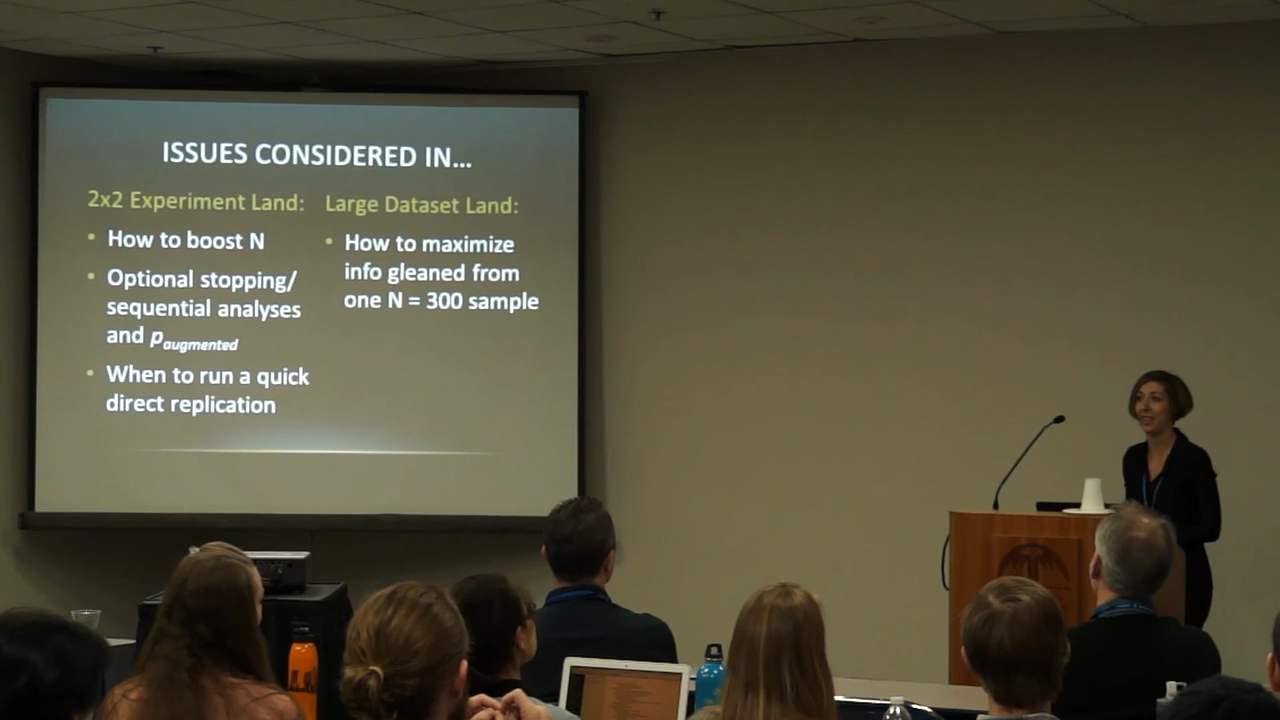 ISSUES CONSIDERED IN...
2x2 Experiment Land:
• How to boost N
• Optional stopping/
sequential analyses
and paugmented
• When to run a quick
direct replication
Large Dataset Land:
• How to maximize
info gleaned from
one N = 300 sample